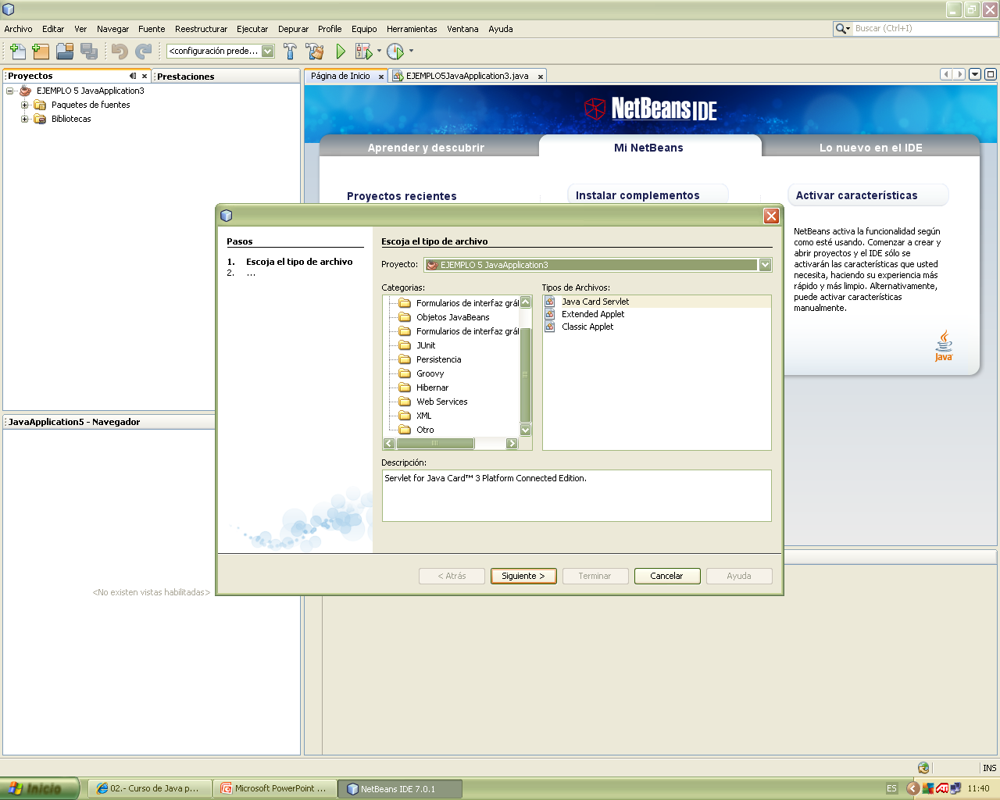 Archivo Editar Ver Navegar Fuente Reestructurar Ejecutar Depurar Profile Equipo Herramientas Ventana Ayuda
Buscar (Ctrl+I)
<configuración prede...
Proyectos
Prestaciones
Página de Inicio
EJEMPLO5JavaApplication3.java
EJEMPLO 5 JavaApplication3
Paquetes de fuentes
Bibliotecas
NetBeans IDE
Aprender y descubrir
Mi NetBeans
Lo nuevo en el IDE
Proyectos recientes
Instalar complementos
Activar características
NetBeans activa la funcionalidad según
como esté usando. Comenzar a crear y
abrir proyectos y el IDE sólo se
activarán las características que usted
necesita, haciendo su experiencia más
rápido y más limpio. Alternativamente,
puede activar características
manualmente.
Java
Pasos
1. Escoja el tipo de archivo
2. ...
Escoja el tipo de archivo
Proyecto: EJEMPLO 5 JavaApplication3
Categorias:
Formularios de interfaz grá
Objetos JavaBeans
Formularios de interfaz grá
JUnit
Persistencia
Groovy
Hibernar
Web Services
XML
Otro
Tipos de Archivos:
Java Card Servlet
Extended Applet
Classic Applet
Descripción:
Servlet for Java Card™ 3 Platform Connected Edition.
< Atrás
Siguiente >
Terminar
Cancelar
Ayuda
JavaApplication5 - Navegador
<No existen vistas habilitadas>
INS
Inicio
02.- Curso de Java p...
Microsoft PowerPoint ...
NetBeans IDE 7.0.1
ES
11:40